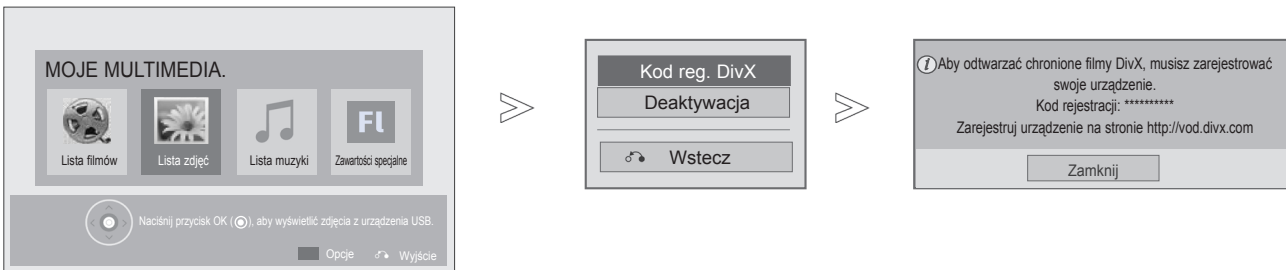 MOJE MULTIMEDIA.
FL
Lista filmów
Lista zdjęć
Lista muzyki
Zawartości specjalne
Naciśnij przycisk OK (◉), aby wyświetlić zdjęcia z urządzenia USB.
Opcje
Wyjście
Kod reg. DivX
Deaktywacja
Wstecz
Aby odtwarzać chronione filmy DivX, musisz zarejestrować
swoje urządzenie.
Kod rejestracji: **********
Zarejestruj urządzenie na stronie http://vod.divx.com
Zamknij